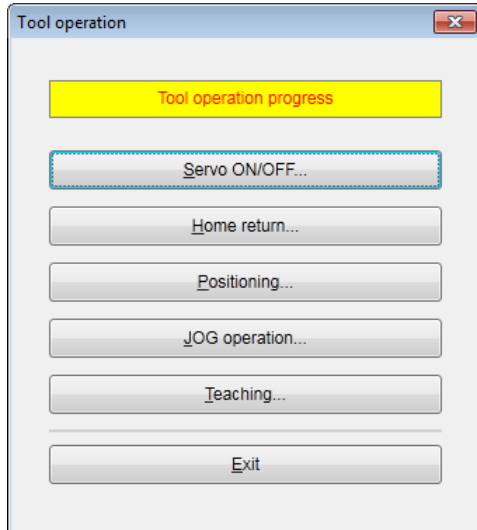 Tool operation
Tool operation progress
Servo ON/OFF...
Home return...
Positioning...
JOG operation...
Teaching...
Exit